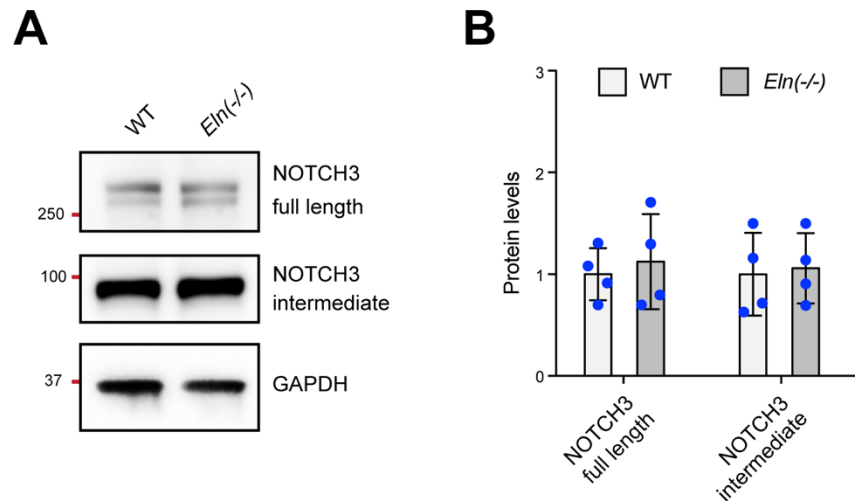 A
WT
Eln(-/-)
NOTCH3
full length
250
100
NOTCH3
intermediate
37
GAPDH
B
WT
Eln(-/-)
Protein levels
3
2
1
0
NOTCH3
full length
NOTCH3
intermediate